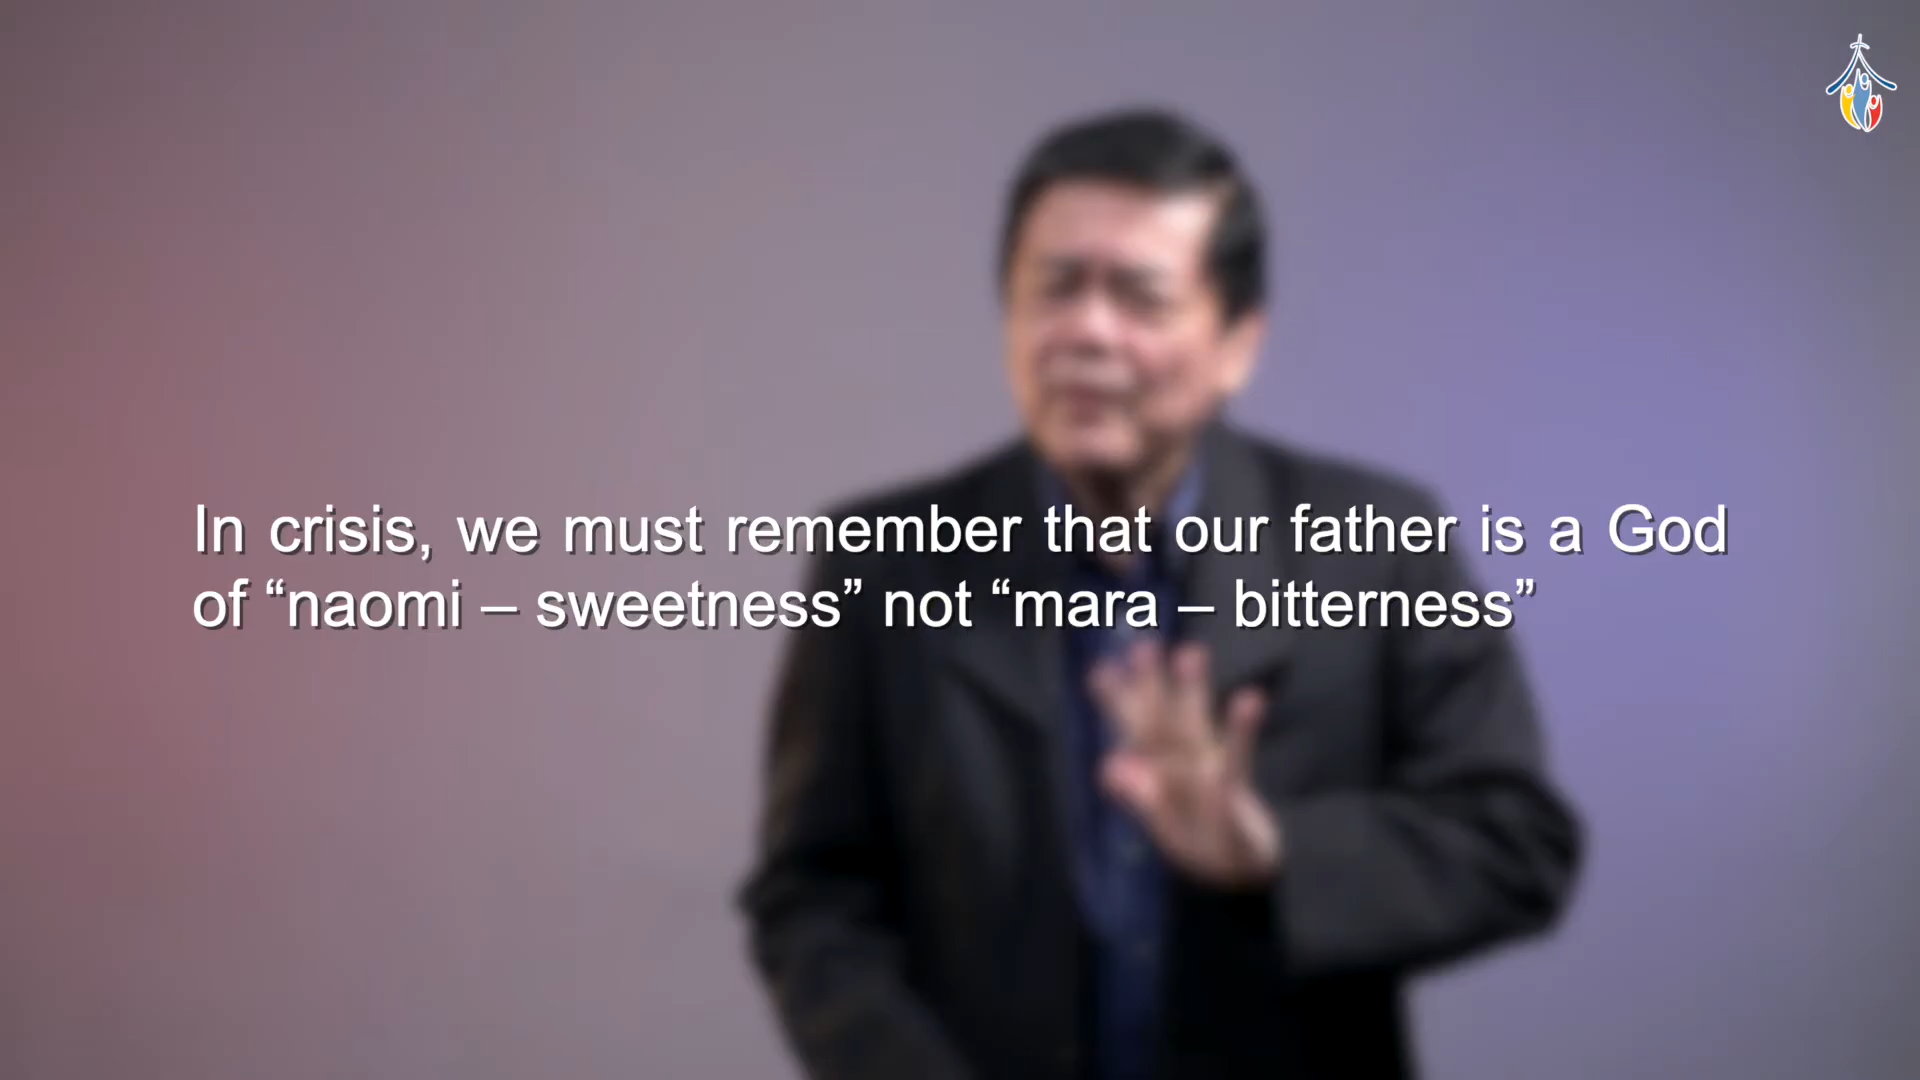 In crisis, we must remember that our father is a God
of “naomi – sweetness” not “mara – bitterness”